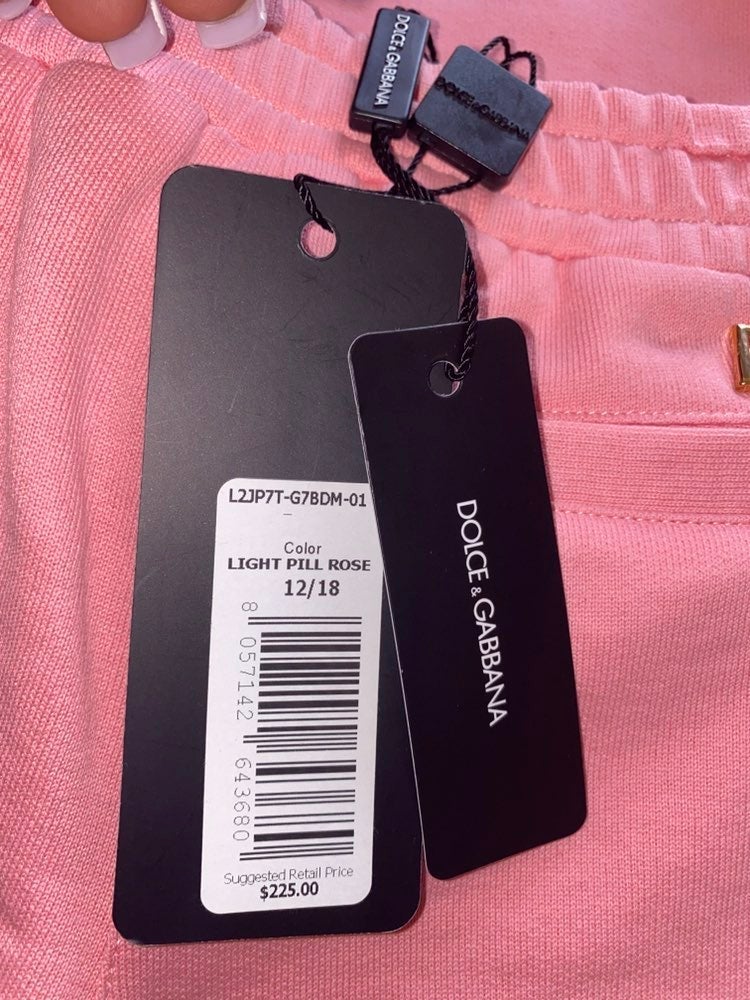 DOLCE & GABBANA
DOLCE & GABBANA
L2JP7T-G7BDM-01
Color
LIGHT PILL ROSE
12/18
8 057142 643680
Suggested Retail Price
$225.00
DOLCE & GABBANA